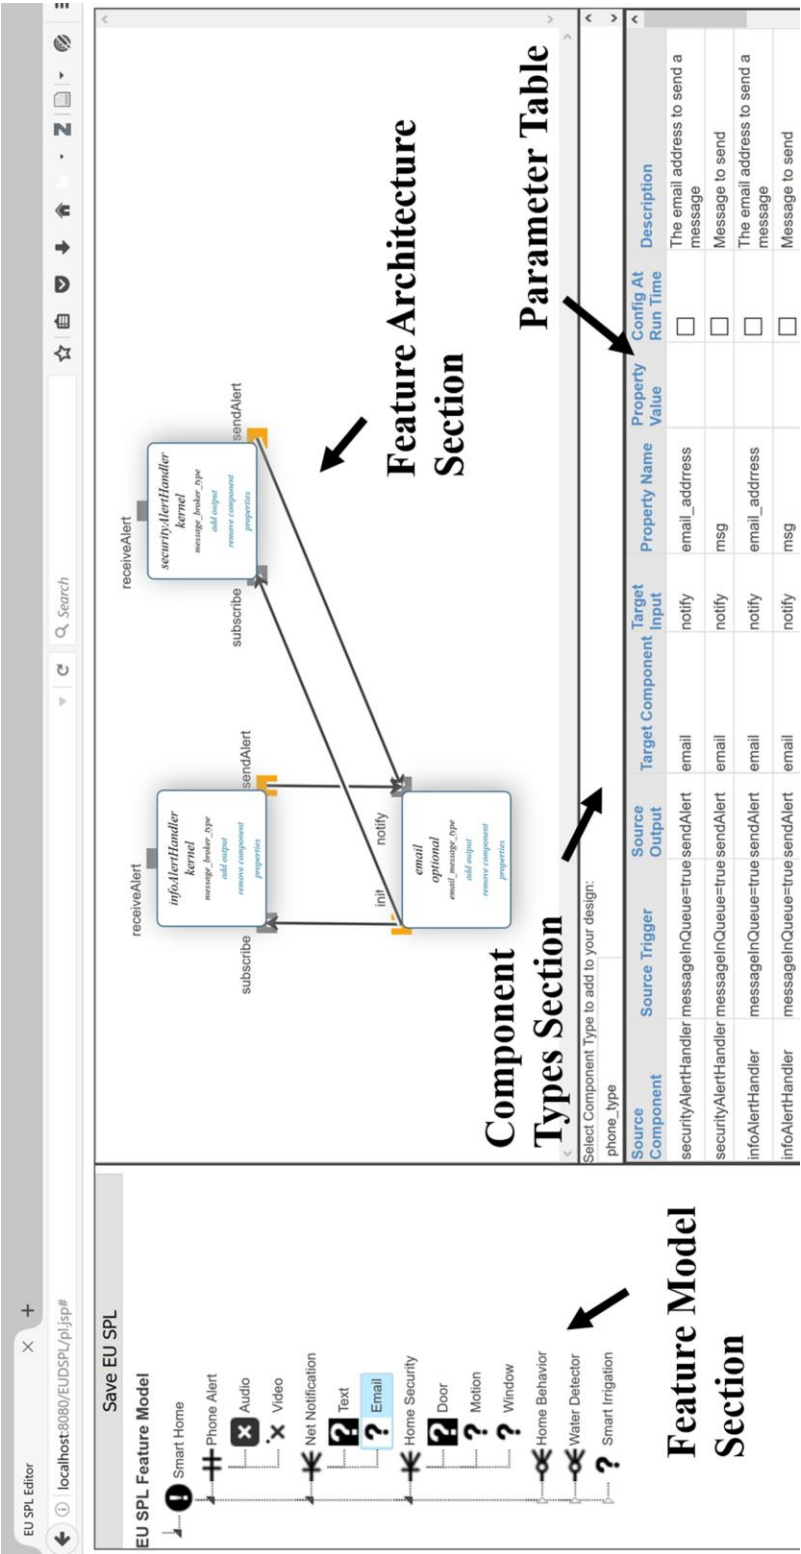 EU SPL Editor
localhost:8080/EUDSPL/pl.jsp#
Search
Save EU SPL
EU SPL Feature Model
Smart Home
Phone Alert
Audio
Video
Net Notification
Text
Email
Home Security
Door
Motion
Window
Home Behavior
Water Detector
Smart Irrigation
Feature Model
Section
receiveAlert
infoAlertHandler
kernel
message_broker_type
add output
remove component
properties
subscribe
sendAlert
receiveAlert
securityAlertHandler
kernel
message_broker_type
add output
remove component
properties
subscribe
sendAlert
init
notify
email
optional
email_message_type
add output
remove component
properties
Feature Architecture
Section
Component
Types Section
Parameter Table
Select Component Type to add to your design:
phone_type
Source Component Source Trigger Source Output Target Component Target Input Property Name Property Value Config At Run Time Description
securityAlertHandler messageInQueue=true sendAlert email notify email_addrress The email address to send a
message
securityAlertHandler messageInQueue=true sendAlert email notify msg Message to send
infoAlertHandler messageInQueue=true sendAlert email notify email_addrress The email address to send a
message
infoAlertHandler messageInQueue=true sendAlert email notify msg Message to send